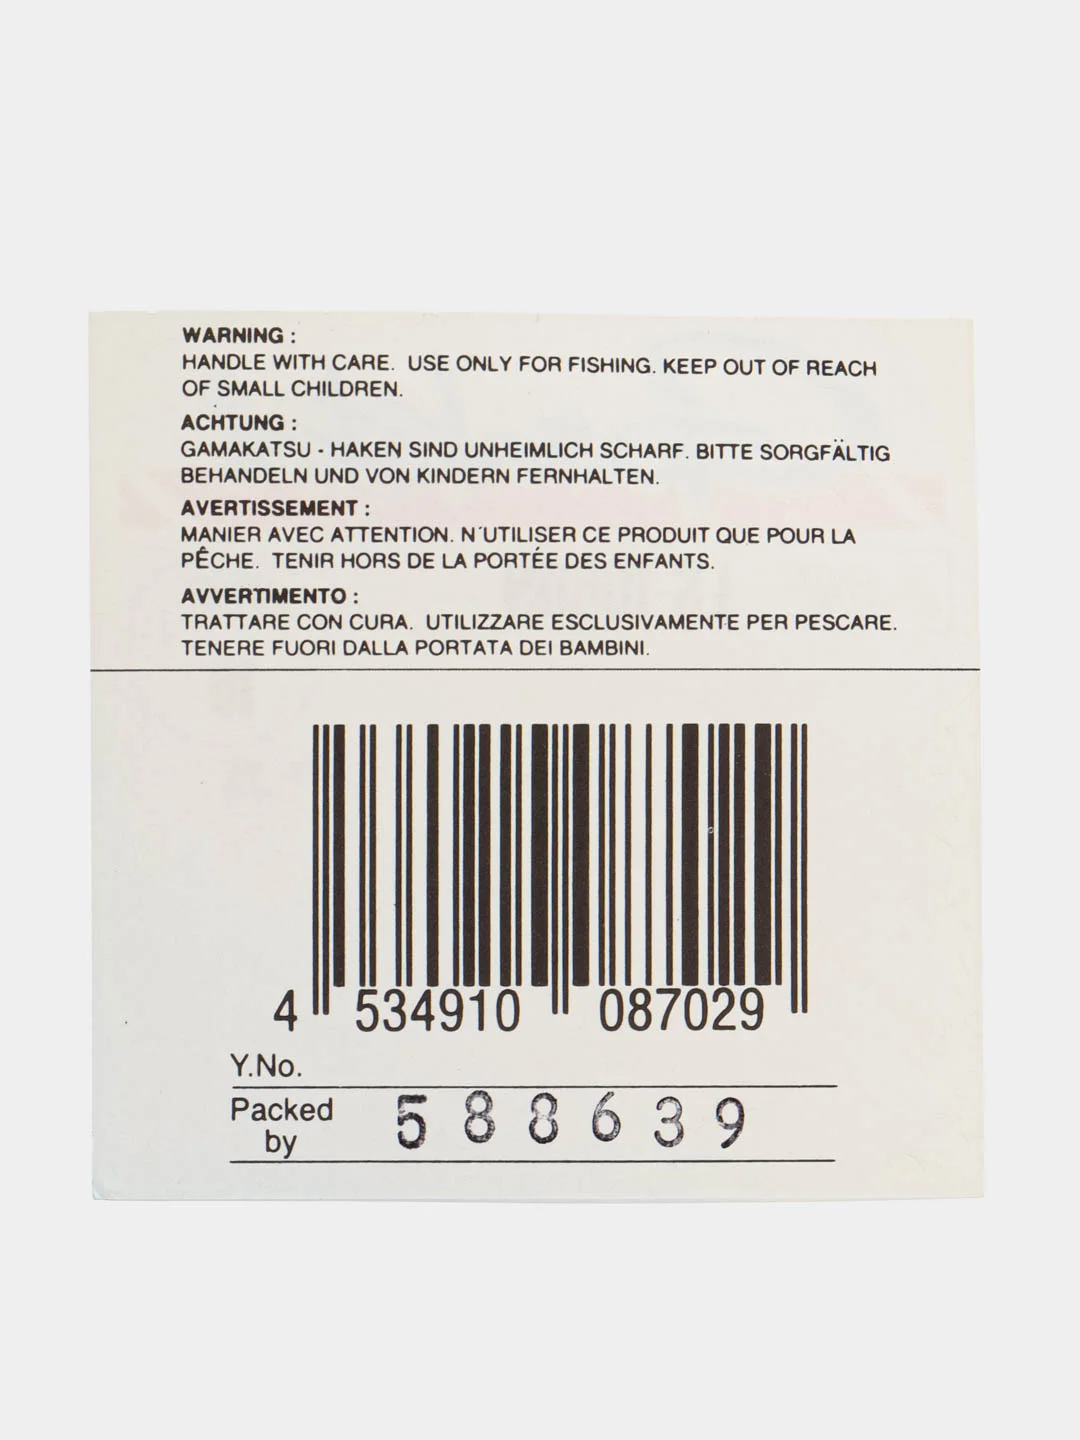 WARNING :
HANDLE WITH CARE. USE ONLY FOR FISHING. KEEP OUT OF REACH
OF SMALL CHILDREN.
ACHTUNG :
GAMAKATSU - HAKEN SIND UNHEIMLICH SCHARF. BITTE SORGFÄLTIG
BEHANDELN UND VON KINDERN FERNHALTEN.
AVERTISSEMENT :
MANIER AVEC ATTENTION. N´UTILISER CE PRODUIT QUE POUR LA
PÊCHE. TENIR HORS DE LA PORTÉE DES ENFANTS.
AVVERTIMENTO :
TRATTARE CON CURA. UTILIZZARE ESCLUSIVAMENTE PER PESCARE.
TENERE FUORI DALLA PORTATA DEI BAMBINI.
4 534910 087029
Y.No.
Packed
by 588639